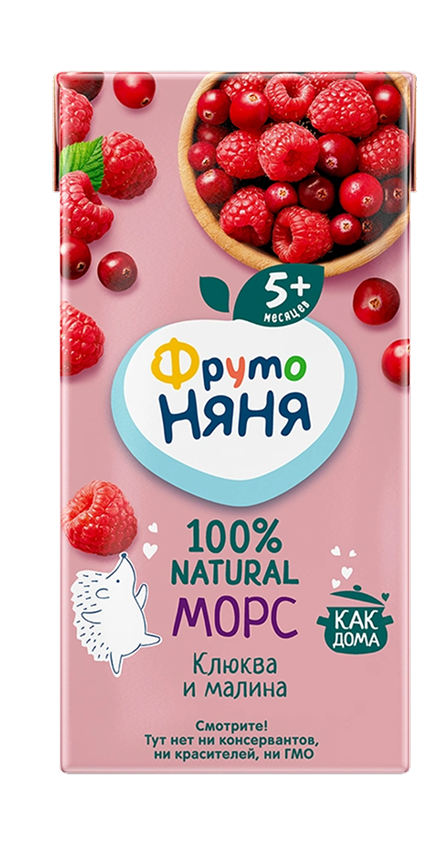 5+
месяцев
Фруто
няня
100%
NATURAL
МОРС
Клюква
и малина
КАК
ДОМА
Смотрите!
Тут нет ни консервантов,
ни красителей, ни ГМО